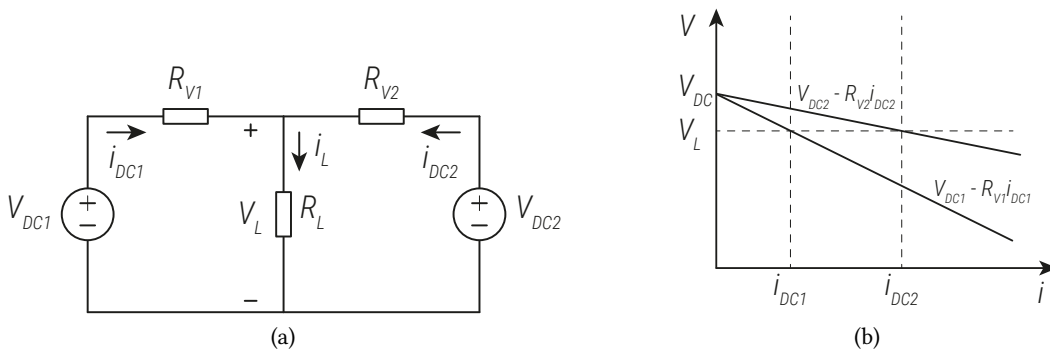 R_V1
R_V2
+
i_DC1
i_L
i_DC2
V_DC1
+
−
V_L
R_L
+
−
V_DC2
−
(a)
V
V_DC
V_DC2 - R_V2 i_DC2
V_L
V_DC1 - R_V1 i_DC1
i_DC1
i_DC2
i
(b)